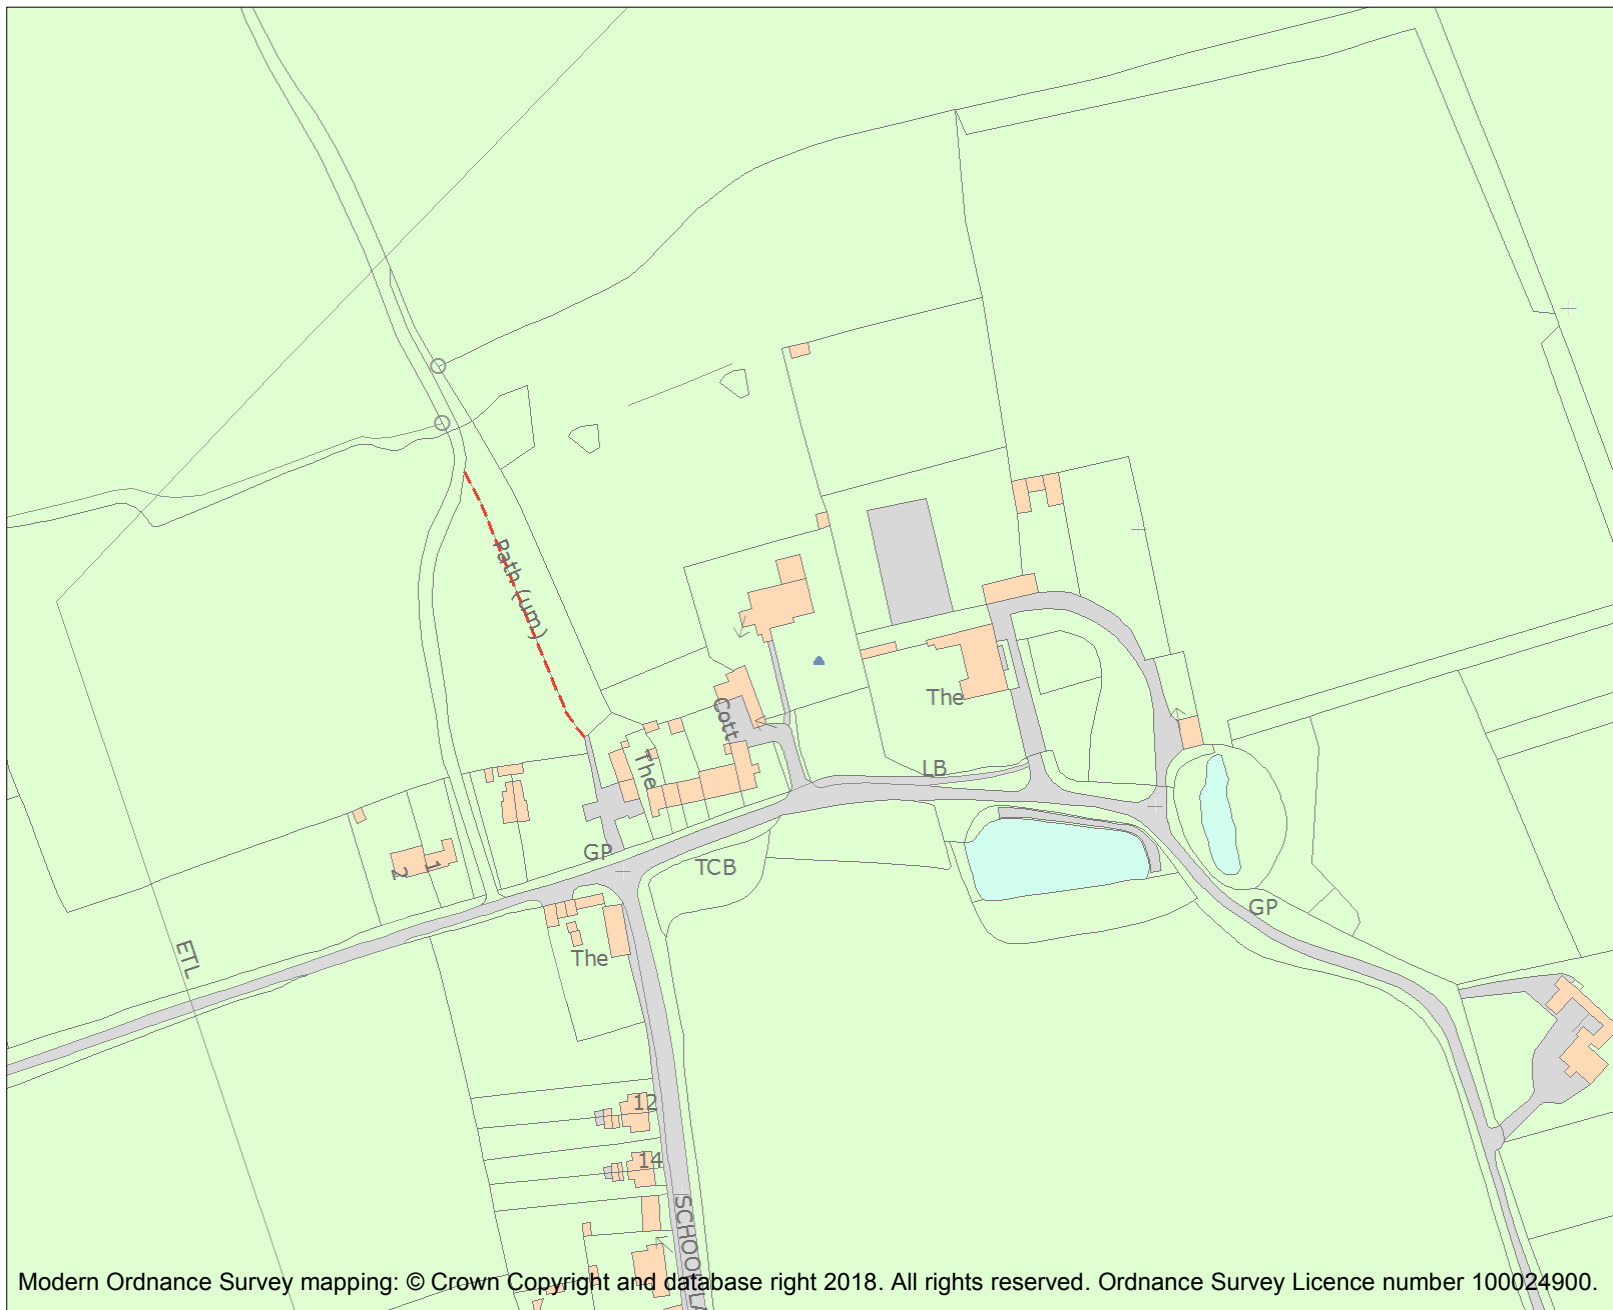 Path (um)
The
Cott
The
LB
GP
TCB
GP
1
2
ETL
The
12
14
SCHOOL LA
Modern Ordnance Survey mapping: © Crown Copyright and database right 2018. All rights reserved. Ordnance Survey Licence number 100024900.